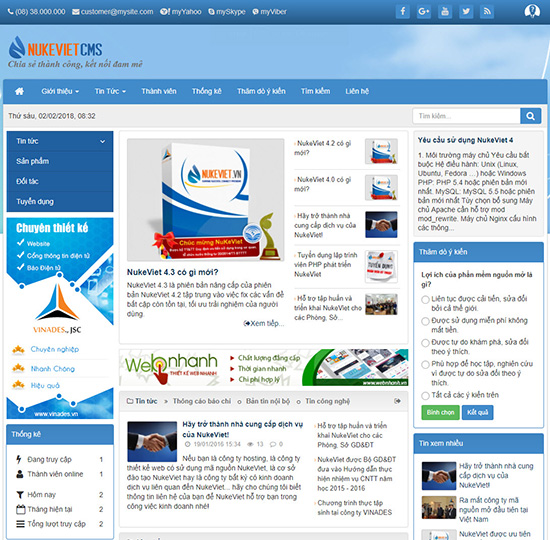 (08) 38.000.000 customer@mysite.com myYahoo mySkype myViber
NUKEVIETCMS
Chia sẻ thành công, kết nối đam mê
Giới thiệu Tin Tức Thành viên Thống kê Thăm dò ý kiến Tìm kiếm Liên hệ
Thứ sáu, 02/02/2018, 08:32
Tìm kiếm...
Tin tức
Sản phẩm
Đối tác
Tuyển dụng
Chuyên thiết kế
Website
Cổng thông tin điện tử
Báo Điện tử
VINADES.,JSC
Chuyên nghiệp
Nhanh Chóng
Hiệu quả
www.vinades.vn
Thống kê
Đang truy cập 2
Thành viên online 1
Hôm nay 2
Tháng hiện tại 2
Tổng lượt truy cập 2
NUKEVIET.VN
Chúc mừng NukeViet
NukeViet 4.3 có gì mới?
NukeViet 4.3 là phiên bản nâng cấp của phiên
bản NukeViet 4.2 tập trung vào việc fix các vấn đề
bất cập còn tồn tại, tối ưu trải nghiệm của người
dùng.
Xem tiếp...
NukeViet 4.2 có gì
mới?
NukeViet 4.0 có gì
mới?
Hãy trở thành nhà
cung cấp dịch vụ của
NukeViet!
Tuyển dụng lập trình
viên PHP phát triển
NukeViet
Hỗ trợ tập huấn và
triển khai NukeViet
cho các Phòng, Sở...
Webnhanh
THIẾT KẾ WEB NHANH
Chất lượng đẳng cấp
Thời gian nhanh
Chi phí hợp lý
www.webnhanh.vn
Tin tức Thông cáo báo chí Bản tin nội bộ Tin công nghệ
Hãy trở thành nhà cung cấp dịch vụ
của NukeViet!
19/01/2016 15:34 13 0
Nếu bạn là công ty hosting, là công ty
thiết kế web có sử dụng mã nguồn NukeViet, là cơ sở
đào tạo NukeViet hay là công ty bất kỳ có kinh doanh
dịch vụ liên quan đến NukeViet... hãy cho chúng tôi biết
thông tin liên hệ của bạn để NukeViet hỗ trợ bạn trong
công việc kinh doanh nhé!
Hỗ trợ tập huấn và triển
khai NukeViet cho các
Phòng, Sở GD&ĐT
NukeViet được Bộ GD&ĐT
đưa vào Hướng dẫn thực
hiện nhiệm vụ CNTT năm
học 2015 - 2016
Chương trình thực tập
sinh tại công ty VINADES
Yêu cầu sử dụng NukeViet 4
1. Môi trường máy chủ Yêu cầu bắt
buộc Hệ điều hành: Unix (Linux,
Ubuntu, Fedora ...) hoặc Windows
PHP: PHP 5.4 hoặc phiên bản mới
nhất. MySQL: MySQL 5.5 hoặc phiên
bản mới nhất Tùy chọn bổ sung Máy
chủ Apache cần hỗ trợ mod
mod_rewrite. Máy chủ Nginx cấu hình
các thông...
Thăm dò ý kiến
Lợi ích của phần mềm nguồn mở là
gì?
Liên tục được cải tiến, sửa đổi
bởi cả thế giới.
Được sử dụng miễn phí không
mất tiền.
Được tự do khám phá, sửa đổi
theo ý thích.
Phù hợp để học tập, nghiên cứu
vì được tự do sửa đổi theo ý
thích.
Tất cả các ý kiến trên
Bình chọn Kết quả
Tin xem nhiều
Hãy trở thành nhà cung cấp
dịch vụ của
NukeViet!
Ra mắt công ty mã
nguồn mở đầu tiên tại
Việt Nam
NukeViet được ưu tiên